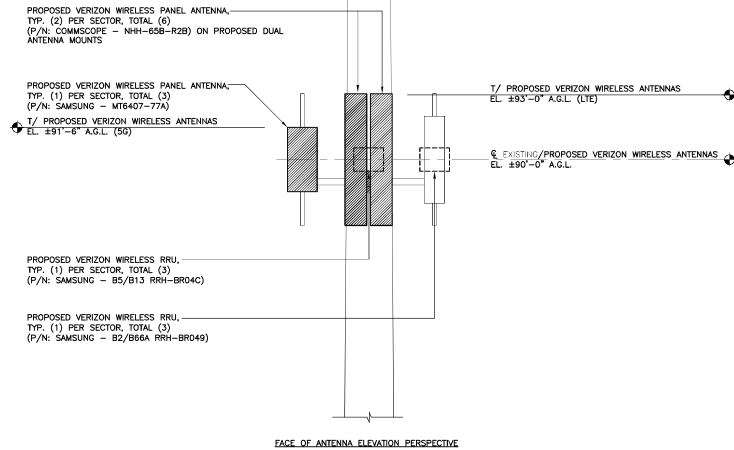 PROPOSED VERIZON WIRELESS PANEL ANTENNA,
TYP. (2) PER SECTOR, TOTAL (6)
(P/N: COMMSCOPE - NHH-65B-R2B) ON PROPOSED DUAL
ANTENNA MOUNTS
PROPOSED VERIZON WIRELESS PANEL ANTENNA,
TYP. (1) PER SECTOR, TOTAL (3)
(P/N: SAMSUNG - MT6407-77A)
T/ PROPOSED VERIZON WIRELESS ANTENNAS
EL. ±91'-6" A.G.L. (5G)
T/ PROPOSED VERIZON WIRELESS ANTENNAS
EL. ±93'-0" A.G.L. (LTE)
℄ EXISTING/PROPOSED VERIZON WIRELESS ANTENNAS
EL. ±90'-0" A.G.L.
PROPOSED VERIZON WIRELESS RRU,
TYP. (1) PER SECTOR, TOTAL (3)
(P/N: SAMSUNG - B5/B13 RRH-BR04C)
PROPOSED VERIZON WIRELESS RRU,
TYP. (1) PER SECTOR, TOTAL (3)
(P/N: SAMSUNG - B2/B66A RRH-BR049)
FACE OF ANTENNA ELEVATION PERSPECTIVE